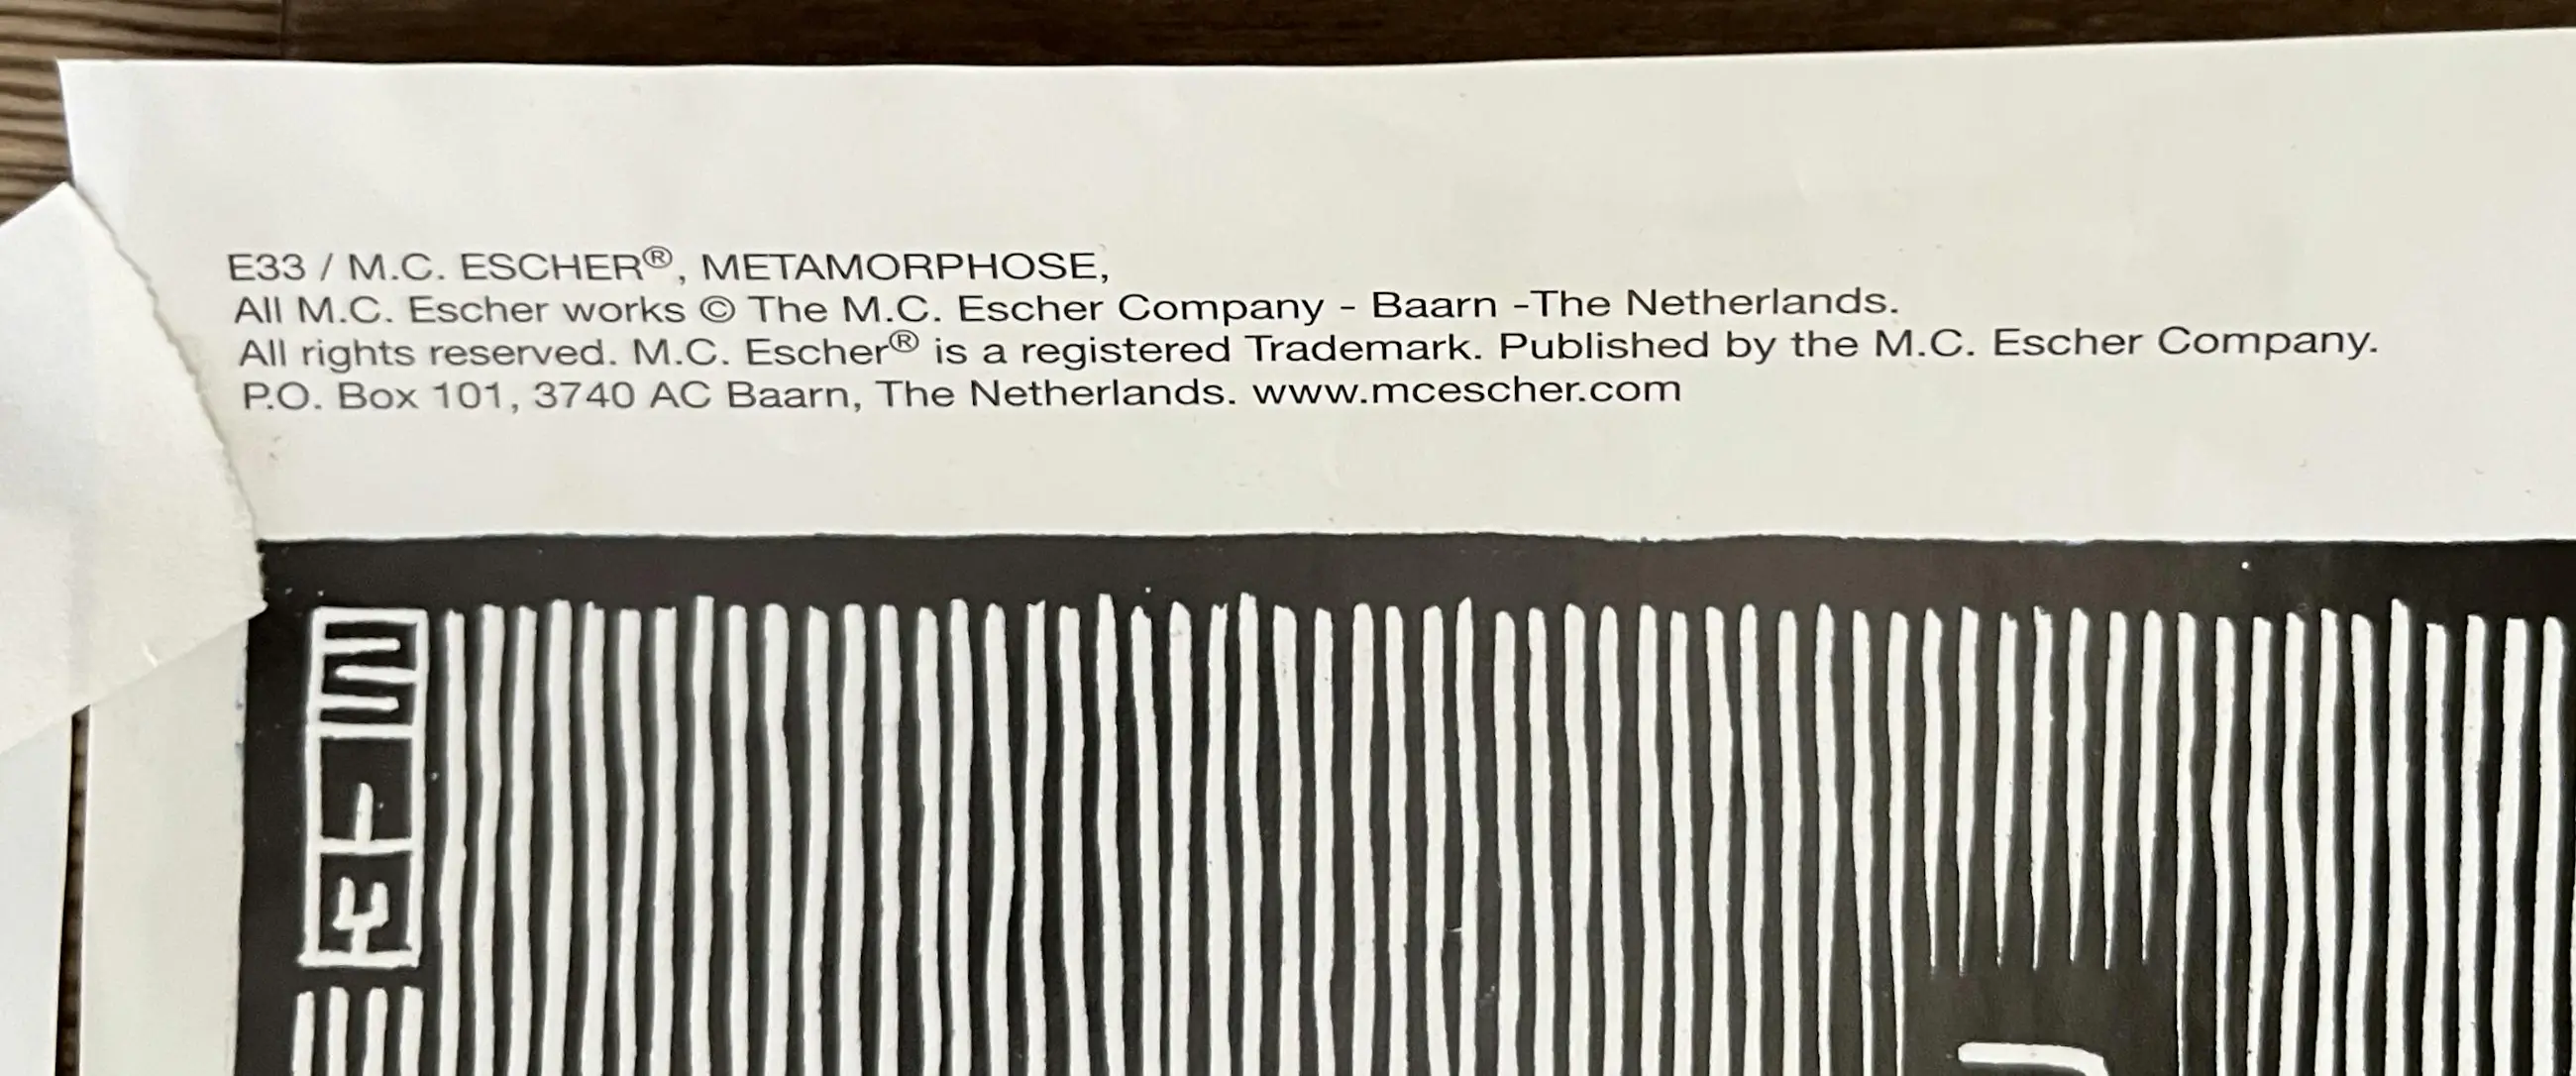 E33 / M.C. ESCHER®, METAMORPHOSE,
All M.C. Escher works © The M.C. Escher Company - Baarn -The Netherlands.
All rights reserved. M.C. Escher® is a registered Trademark. Published by the M.C. Escher Company.
P.O. Box 101, 3740 AC Baarn, The Netherlands. www.mcescher.com